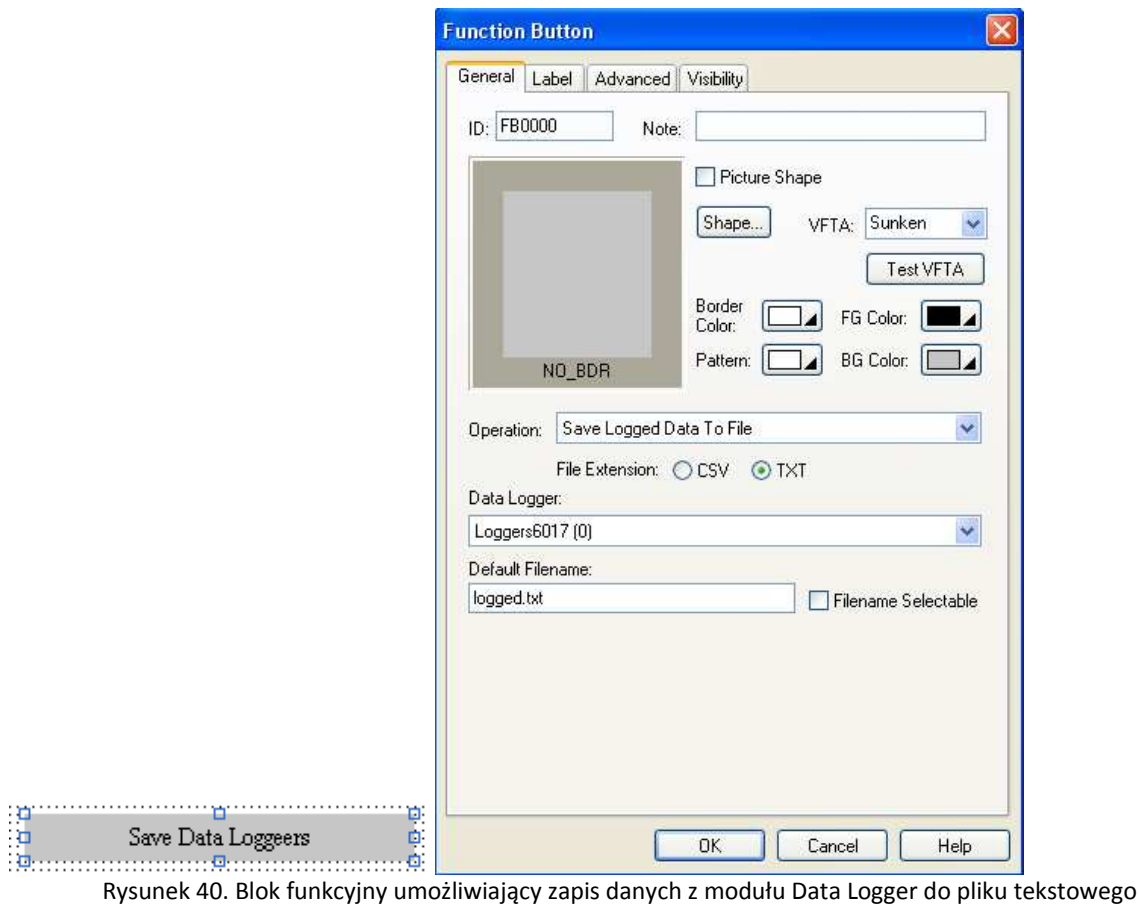 Function Button
General Label Advanced Visibility
ID: FB0000 Note:
Picture Shape
Shape... VFTA: Sunken
Test VFTA
Border Color: FG Color:
Pattern: BG Color:
NO_BDR
Operation: Save Logged Data To File
File Extension: CSV TXT
Data Logger:
Loggers6017 (0)
Default Filename:
logged.txt Filename Selectable
Save Data Loggeers
OK Cancel Help
Rysunek 40. Blok funkcyjny umożliwiający zapis danych z modułu Data Logger do pliku tekstowego